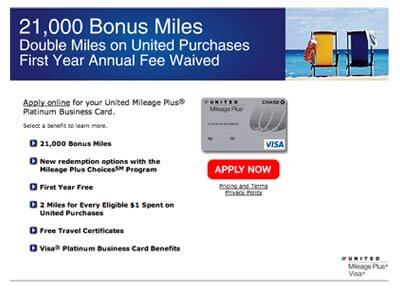 21,000 Bonus Miles
Double Miles on United Purchases
First Year Annual Fee Waived
Apply online for your United Mileage Plus®
Platinum Business Card.
Select a benefit to learn more.
21,000 Bonus Miles
New redemption options with the
Mileage Plus Choices℠ Program
First Year Free
2 Miles for Every Eligible $1 Spent on
United Purchases
Free Travel Certificates
Visa® Platinum Business Card Benefits
UNITED
CHASE
Mileage Plus
PLATINUM BUSINESS
VISA
APPLY NOW
Pricing and Terms
Privacy Policy
UNITED
Mileage Plus
Visa